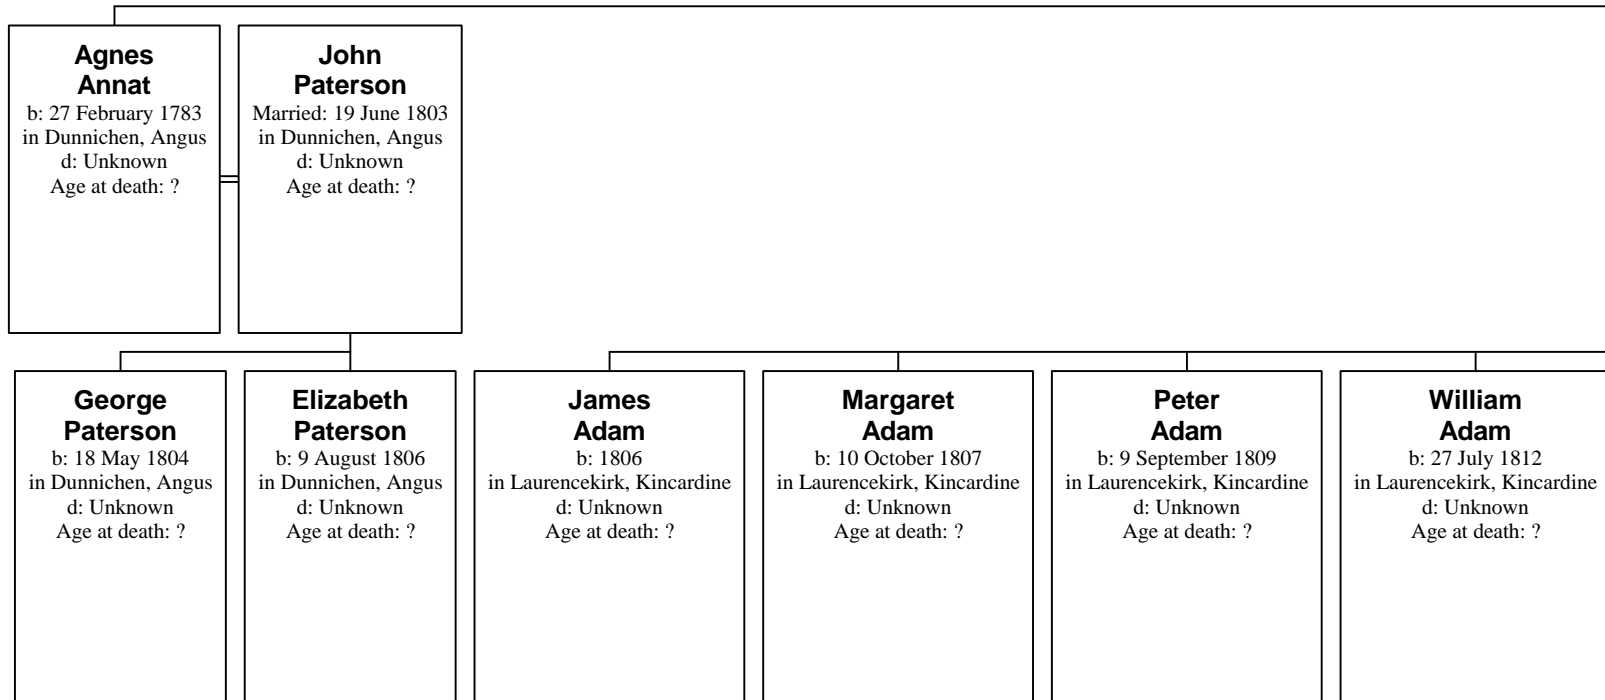 Agnes
Annat
b: 27 February 1783
in Dunnichen, Angus
d: Unknown
Age at death: ?
John
Paterson
Married: 19 June 1803
in Dunnichen, Angus
d: Unknown
Age at death: ?
George
Paterson
b: 18 May 1804
in Dunnichen, Angus
d: Unknown
Age at death: ?
Elizabeth
Paterson
b: 9 August 1806
in Dunnichen, Angus
d: Unknown
Age at death: ?
James
Adam
b: 1806
in Laurencekirk, Kincardine
d: Unknown
Age at death: ?
Margaret
Adam
b: 10 October 1807
in Laurencekirk, Kincardine
d: Unknown
Age at death: ?
Peter
Adam
b: 9 September 1809
in Laurencekirk, Kincardine
d: Unknown
Age at death: ?
William
Adam
b: 27 July 1812
in Laurencekirk, Kincardine
d: Unknown
Age at death: ?